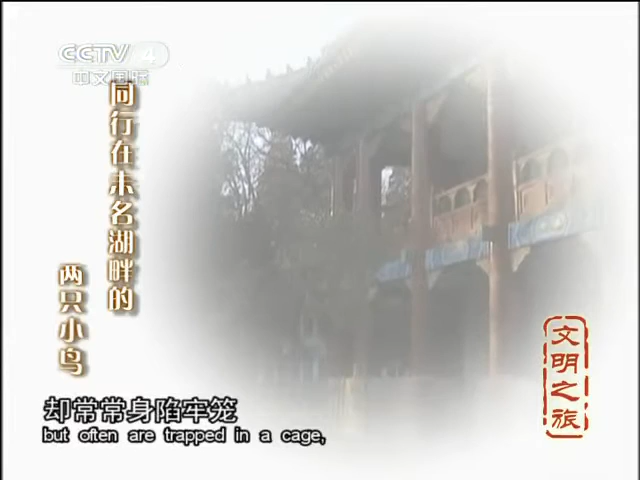 CCTV 4
中文国际
同行在未名湖畔的
两只小鸟
文明之旅
却常常身陷牢笼
but often are trapped in a cage,